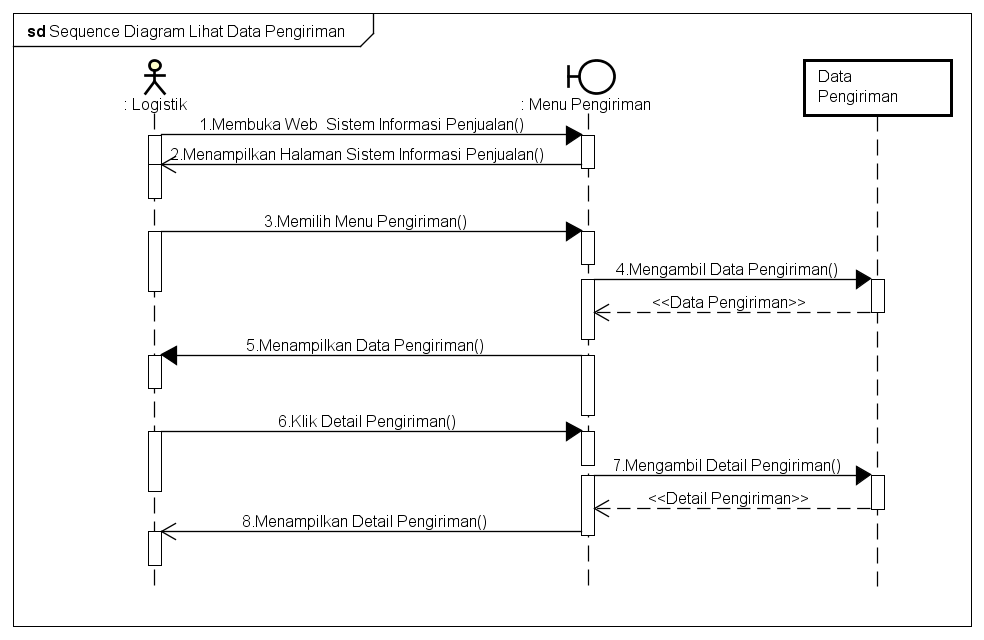 sd Sequence Diagram Lihat Data Pengiriman
: Logistik
: Menu Pengiriman
Data
Pengiriman
1.Membuka Web  Sistem Informasi Penjualan()
2.Menampilkan Halaman Sistem Informasi Penjualan()
3.Memilih Menu Pengiriman()
4.Mengambil Data Pengiriman()
<<Data Pengiriman>>
5.Menampilkan Data Pengiriman()
6.Klik Detail Pengiriman()
7.Mengambil Detail Pengiriman()
<<Detail Pengiriman>>
8.Menampilkan Detail Pengiriman()